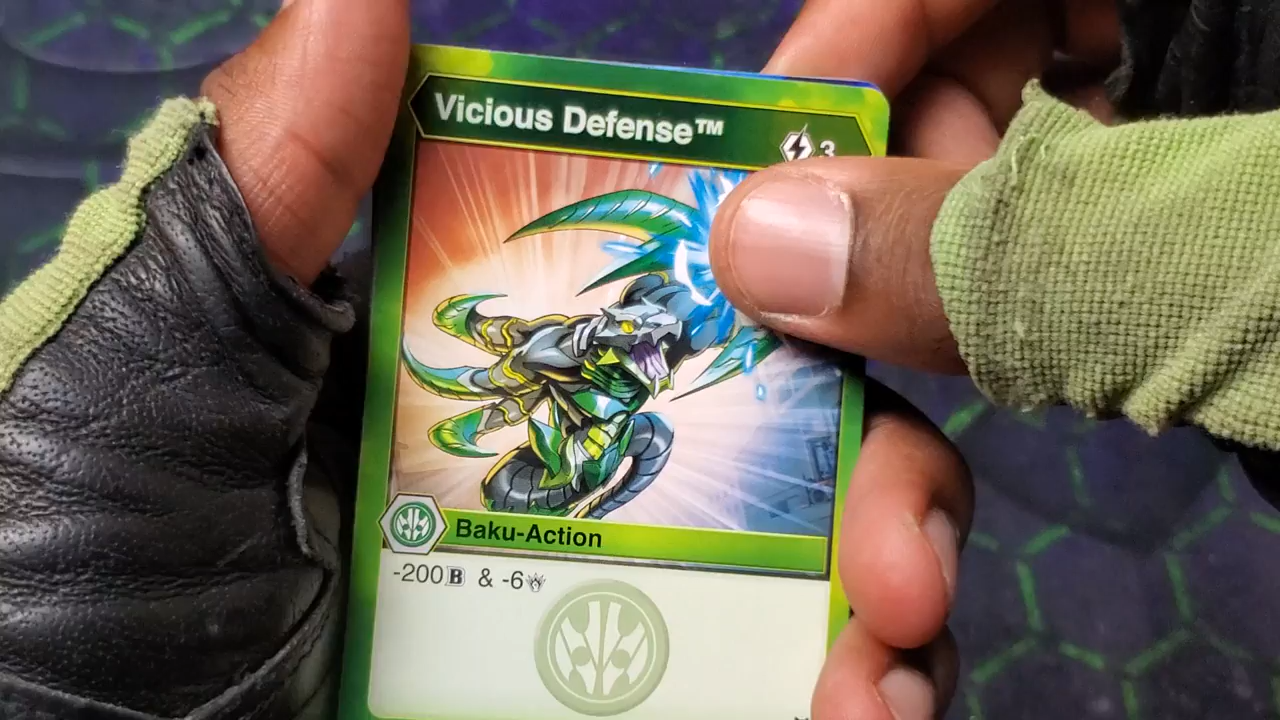 Vicious Defense™
3
Baku-Action
-200B & -6